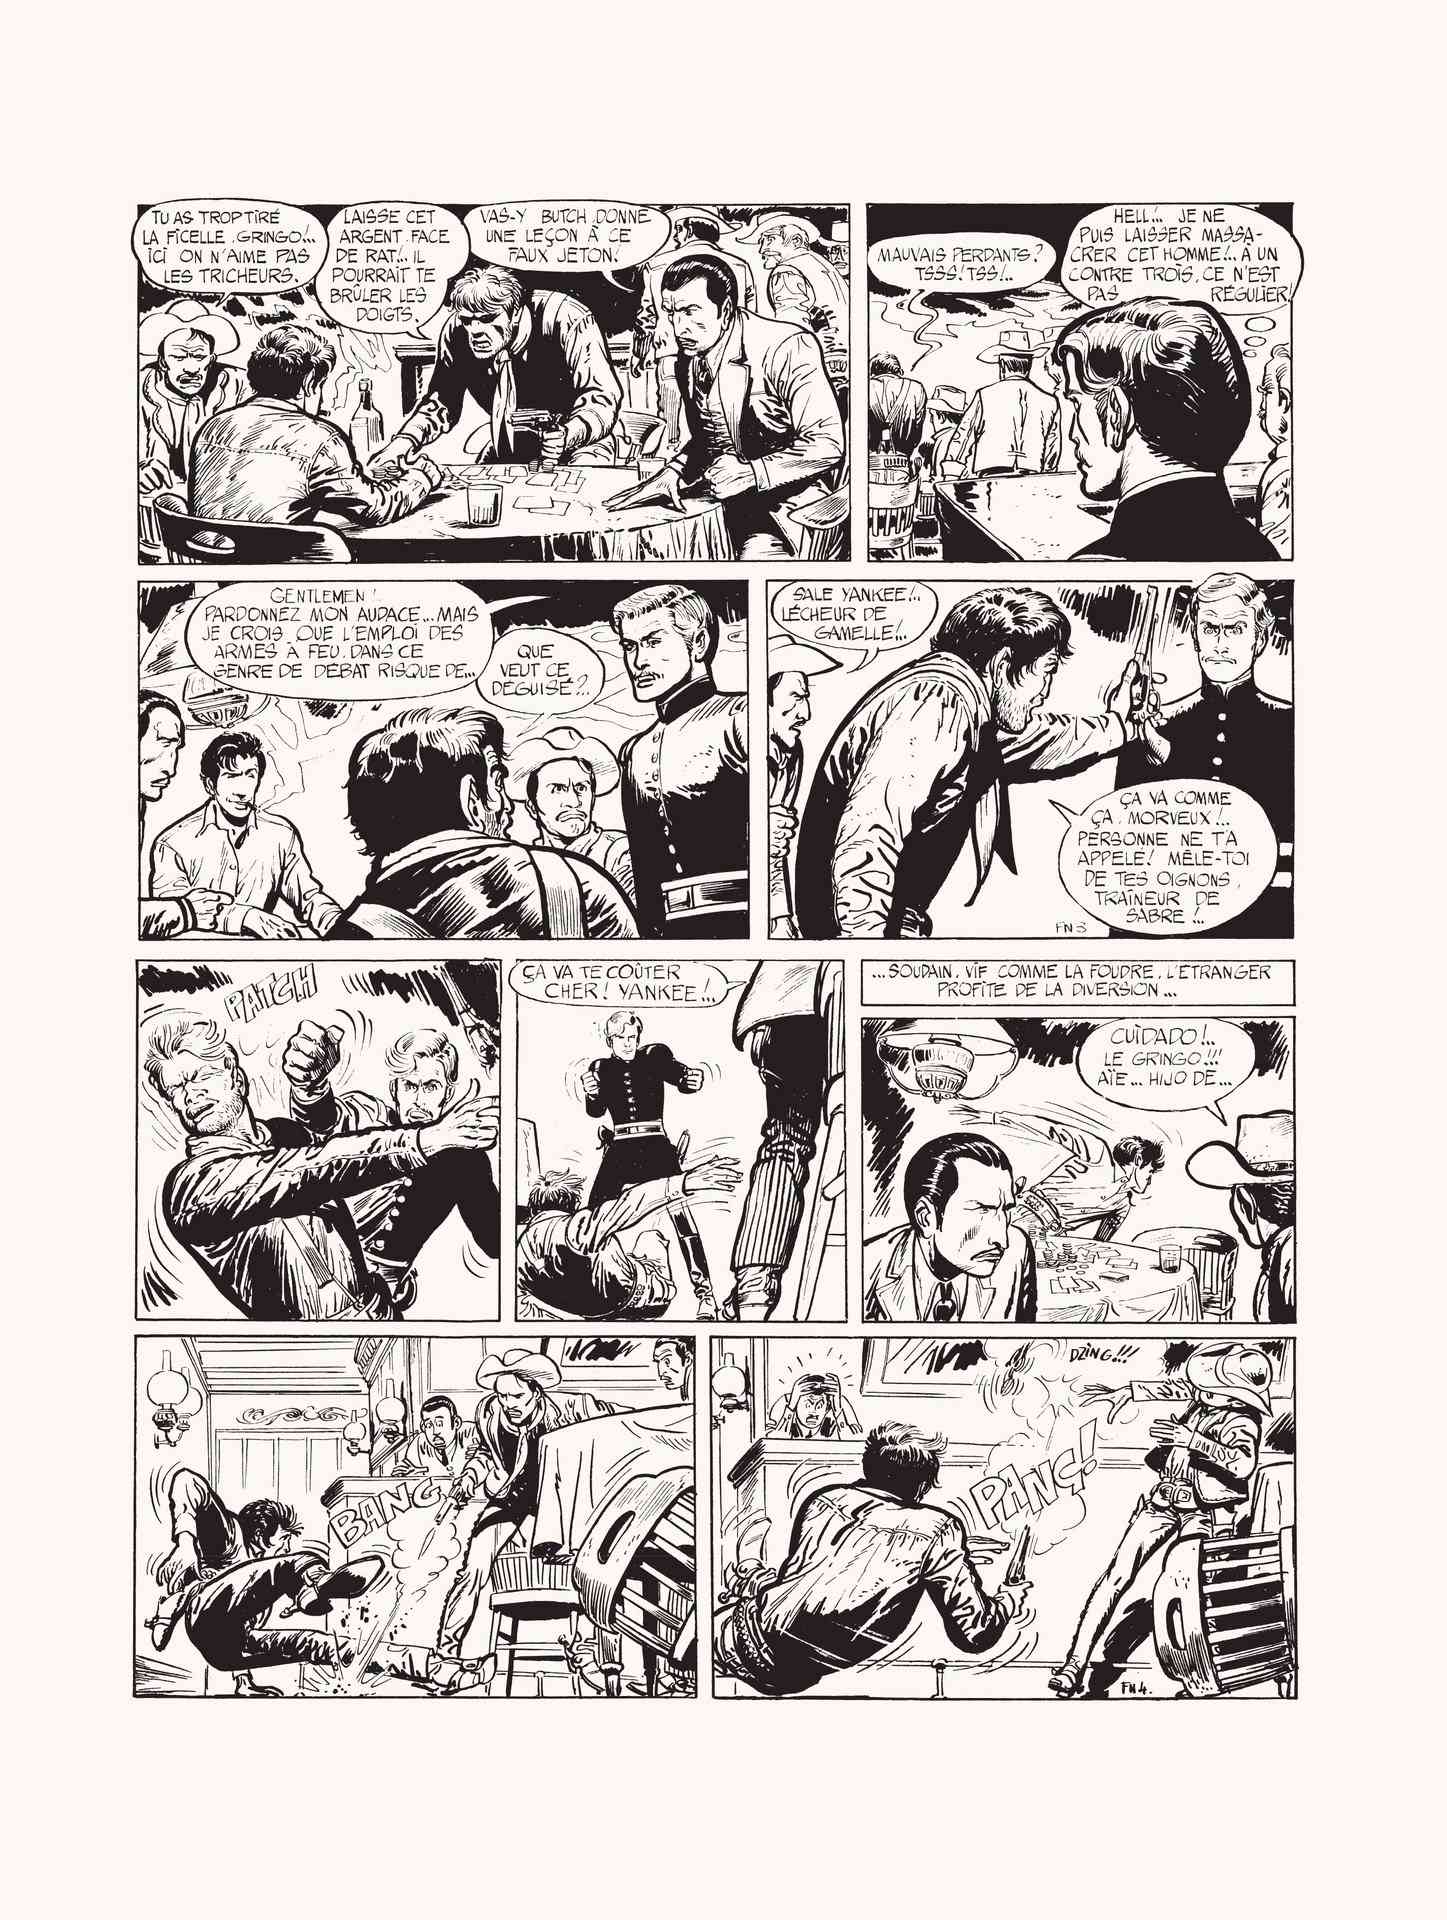 TU AS TROP TIRÉ
LA FICELLE, GRINGO!..
ICI ON N'AIME PAS
LES TRICHEURS.
LAISSE CET
ARGENT, FACE
DE RAT!.. IL
POURRAIT TE
BRÛLER LES
DOIGTS.
VAS-Y BUTCH, DONNE
UNE LEÇON À CE
FAUX JETON!
MAUVAIS PERDANTS?
TSSS! TSS!..
HELL!.. JE NE
PUIS LAISSER MASSA-
CRER CET HOMME!.. À UN
CONTRE TROIS, CE N'EST
PAS RÉGULIER!
GENTLEMEN!
PARDONNEZ MON AUDACE... MAIS
JE CROIS QUE L'EMPLOI DES
ARMES À FEU, DANS CE
GENRE DE DÉBAT RISQUE DE...
QUE
VEUT CE
DÉGUISÉ?..
SALE YANKEE!..
LÉCHEUR DE
GAMELLE!..
ÇA VA COMME
ÇA, MORVEUX!..
PERSONNE NE T'A
APPELÉ! MÊLE-TOI
DE TES OIGNONS,
TRAÎNEUR DE
SABRE!..
FN 3
PATCH
ÇA VA TE COÛTER
CHER! YANKEE!..
...SOUDAIN, VIF COMME LA FOUDRE, L'ETRANGER
PROFITE DE LA DIVERSION...
CUIDADO!..
LE GRINGO!!!
AÏE... HIJO DE...
BANG
DZING!!!
PANG!
FN 4.